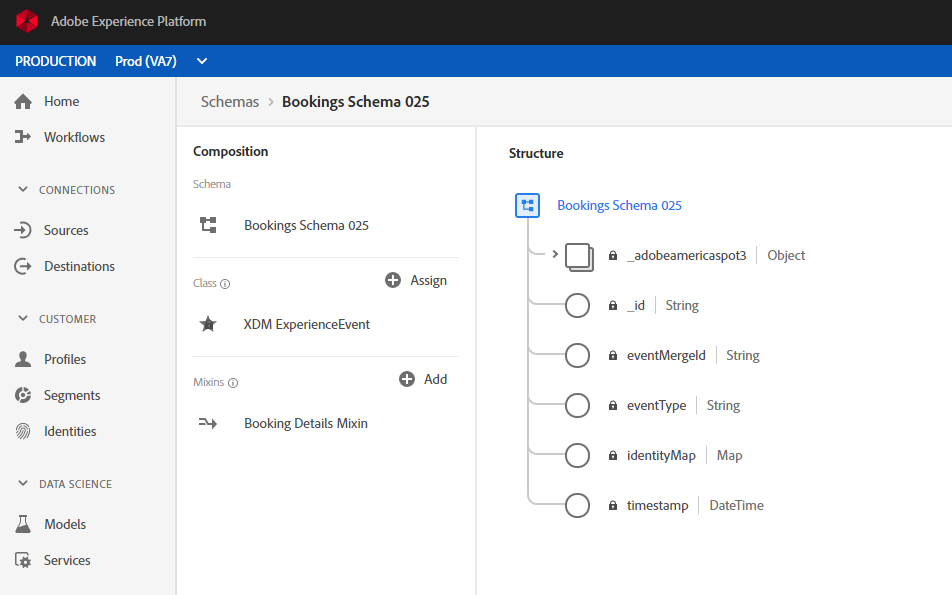 Adobe Experience Platform
PRODUCTION Prod (VA7)
Home
Workflows
CONNECTIONS
Sources
Destinations
CUSTOMER
Profiles
Segments
Identities
DATA SCIENCE
Models
Services
Schemas > Bookings Schema 025
Composition
Schema
Bookings Schema 025
Class
Assign
XDM ExperienceEvent
Mixins
Add
Booking Details Mixin
Structure
Bookings Schema 025
_adobeamericaspot3 Object
_id String
eventMergeId String
eventType String
identityMap Map
timestamp DateTime